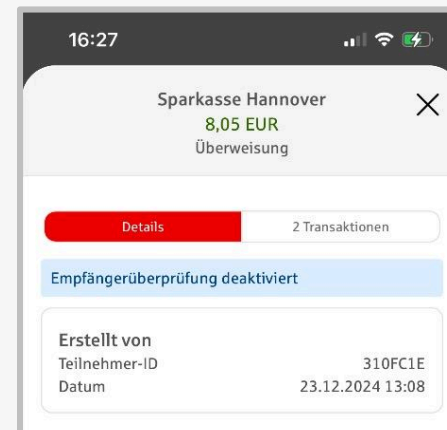 16:27
Sparkasse Hannover
8,05 EUR
Überweisung
Details
2 Transaktionen
Empfängerüberprüfung deaktiviert
Erstellt von
Teilnehmer-ID 310FC1E
Datum 23.12.2024 13:08